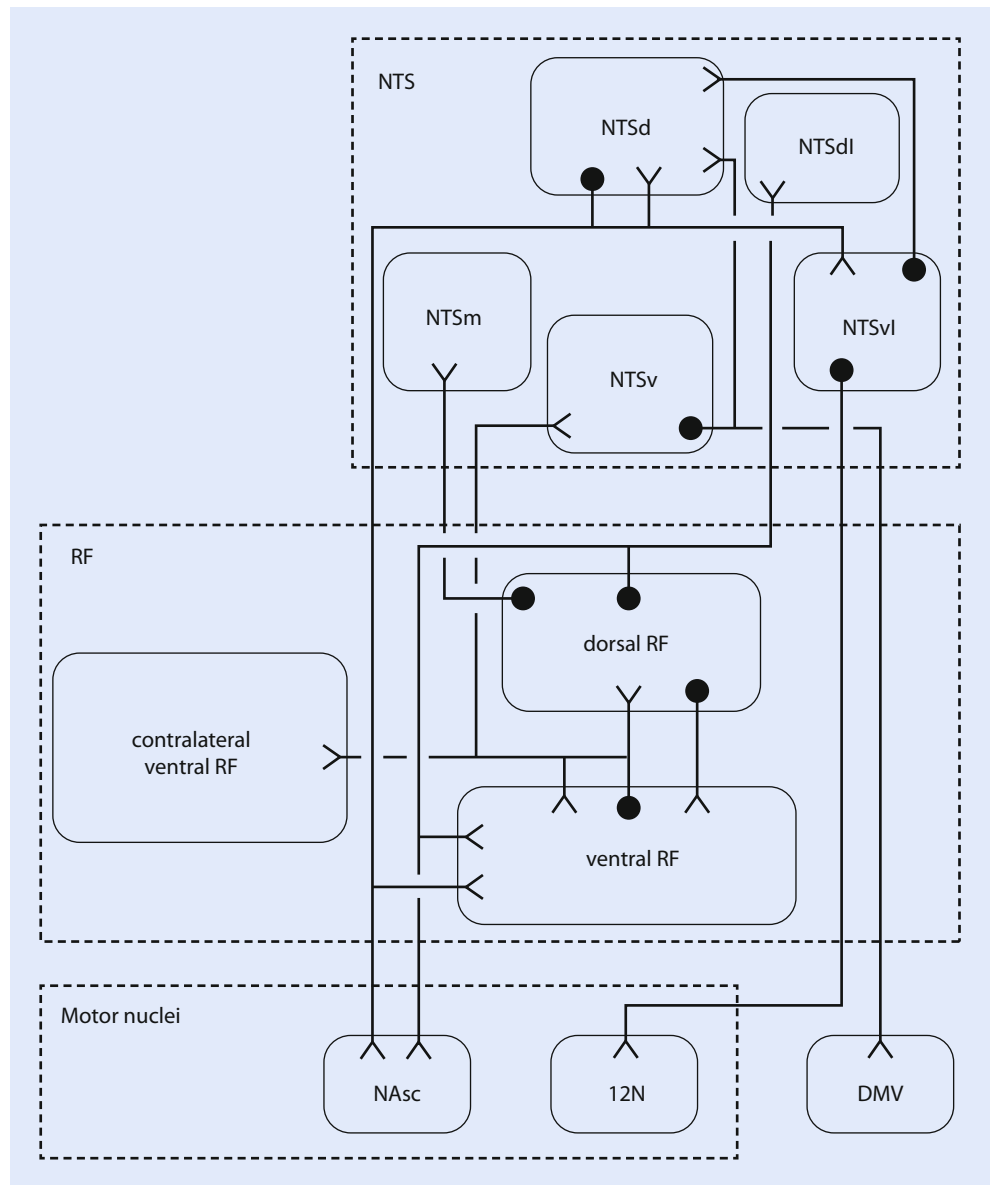 NTS
NTSd
NTSdl
NTSm
NTSv
NTSvl
RF
dorsal RF
contralateral
ventral RF
ventral RF
Motor nuclei
NAsc
12N
DMV